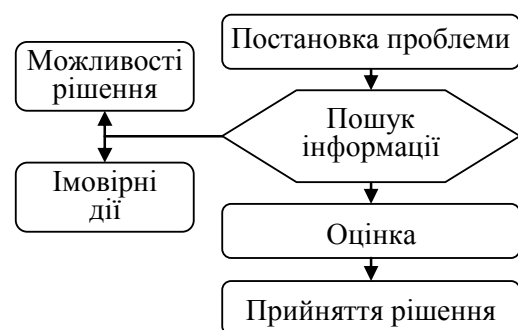 Постановка проблеми
Можливості
рішення
Пошук
інформації
Імовірні
дії
Оцінка
Прийняття рішення